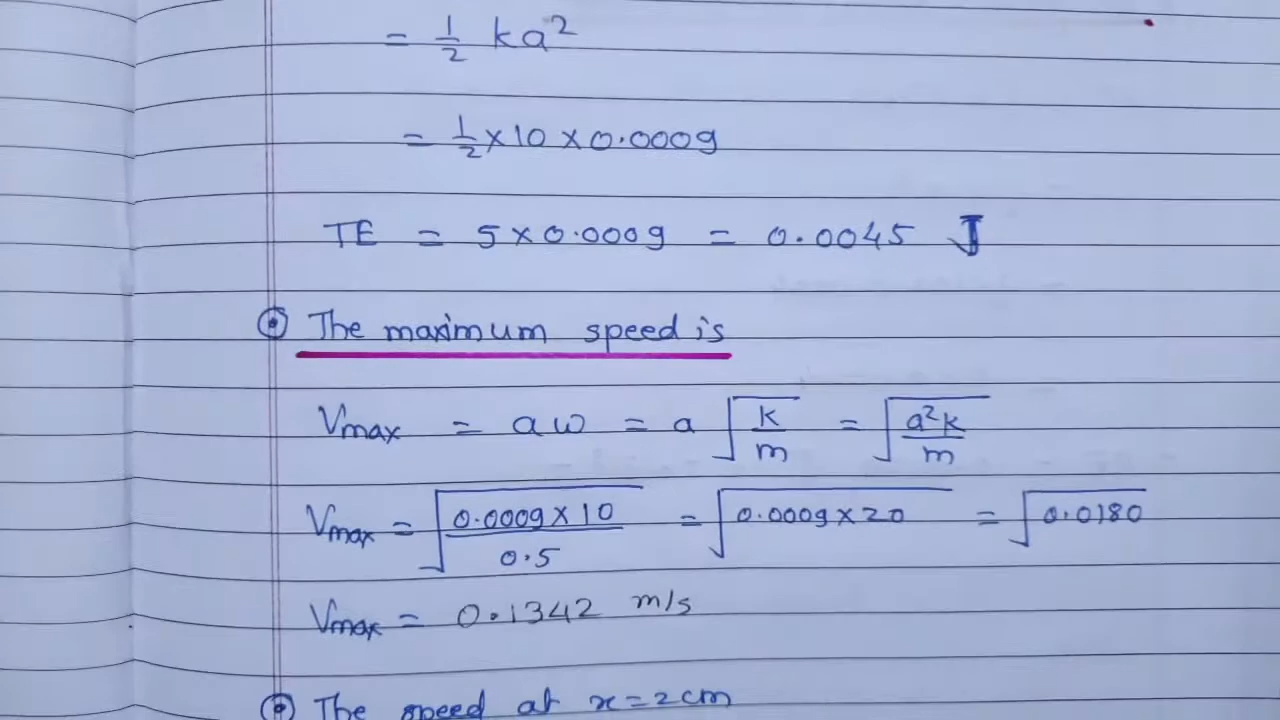 = 1/2 ka²
= 1/2 × 10 × 0.0009
TE = 5 × 0.0009 = 0.0045 J
The maximum speed is
Vmax = aω = a √(k/m) = √(a²k/m)
Vmax = √(0.0009 × 10 / 0.5) = √(0.0009 × 20) = √(0.0180)
Vmax = 0.1342 m/s
The speed at x = 2 cm